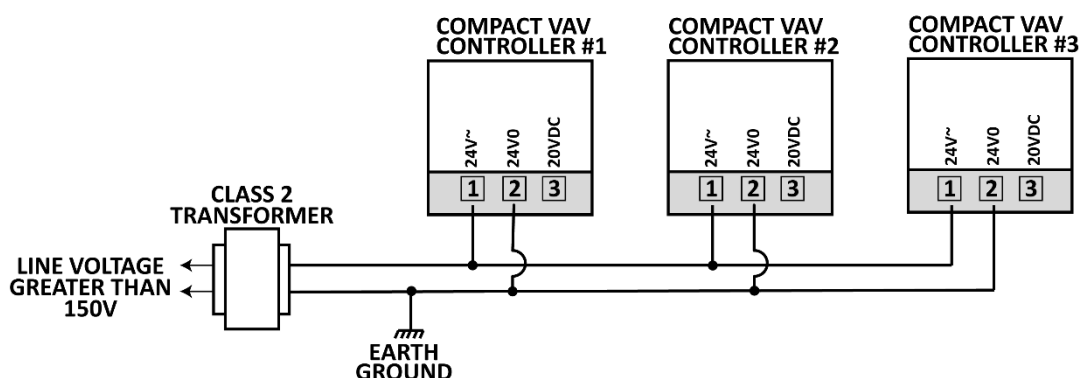 COMPACT VAV
CONTROLLER #1
COMPACT VAV
CONTROLLER #2
COMPACT VAV
CONTROLLER #3
24V~
24V0
20VDC
24V~
24V0
20VDC
24V~
24V0
20VDC
1
2
3
1
2
3
1
2
3
CLASS 2
TRANSFORMER
LINE VOLTAGE
GREATER THAN
150V
EARTH
GROUND